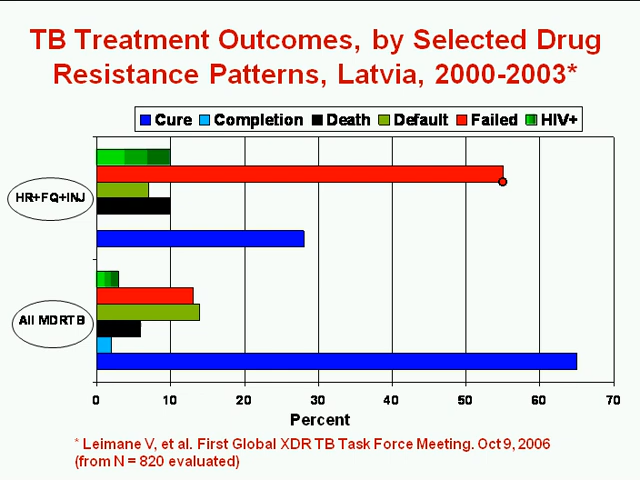 TB Treatment Outcomes, by Selected Drug
Resistance Patterns, Latvia, 2000-2003*
Cure Completion Death Default Failed HIV+
HR+FQ+INJ
All MDRTB
0 10 20 30 40 50 60 70
Percent
* Leimane V, et al. First Global XDR TB Task Force Meeting. Oct 9, 2006
(from N = 820 evaluated)